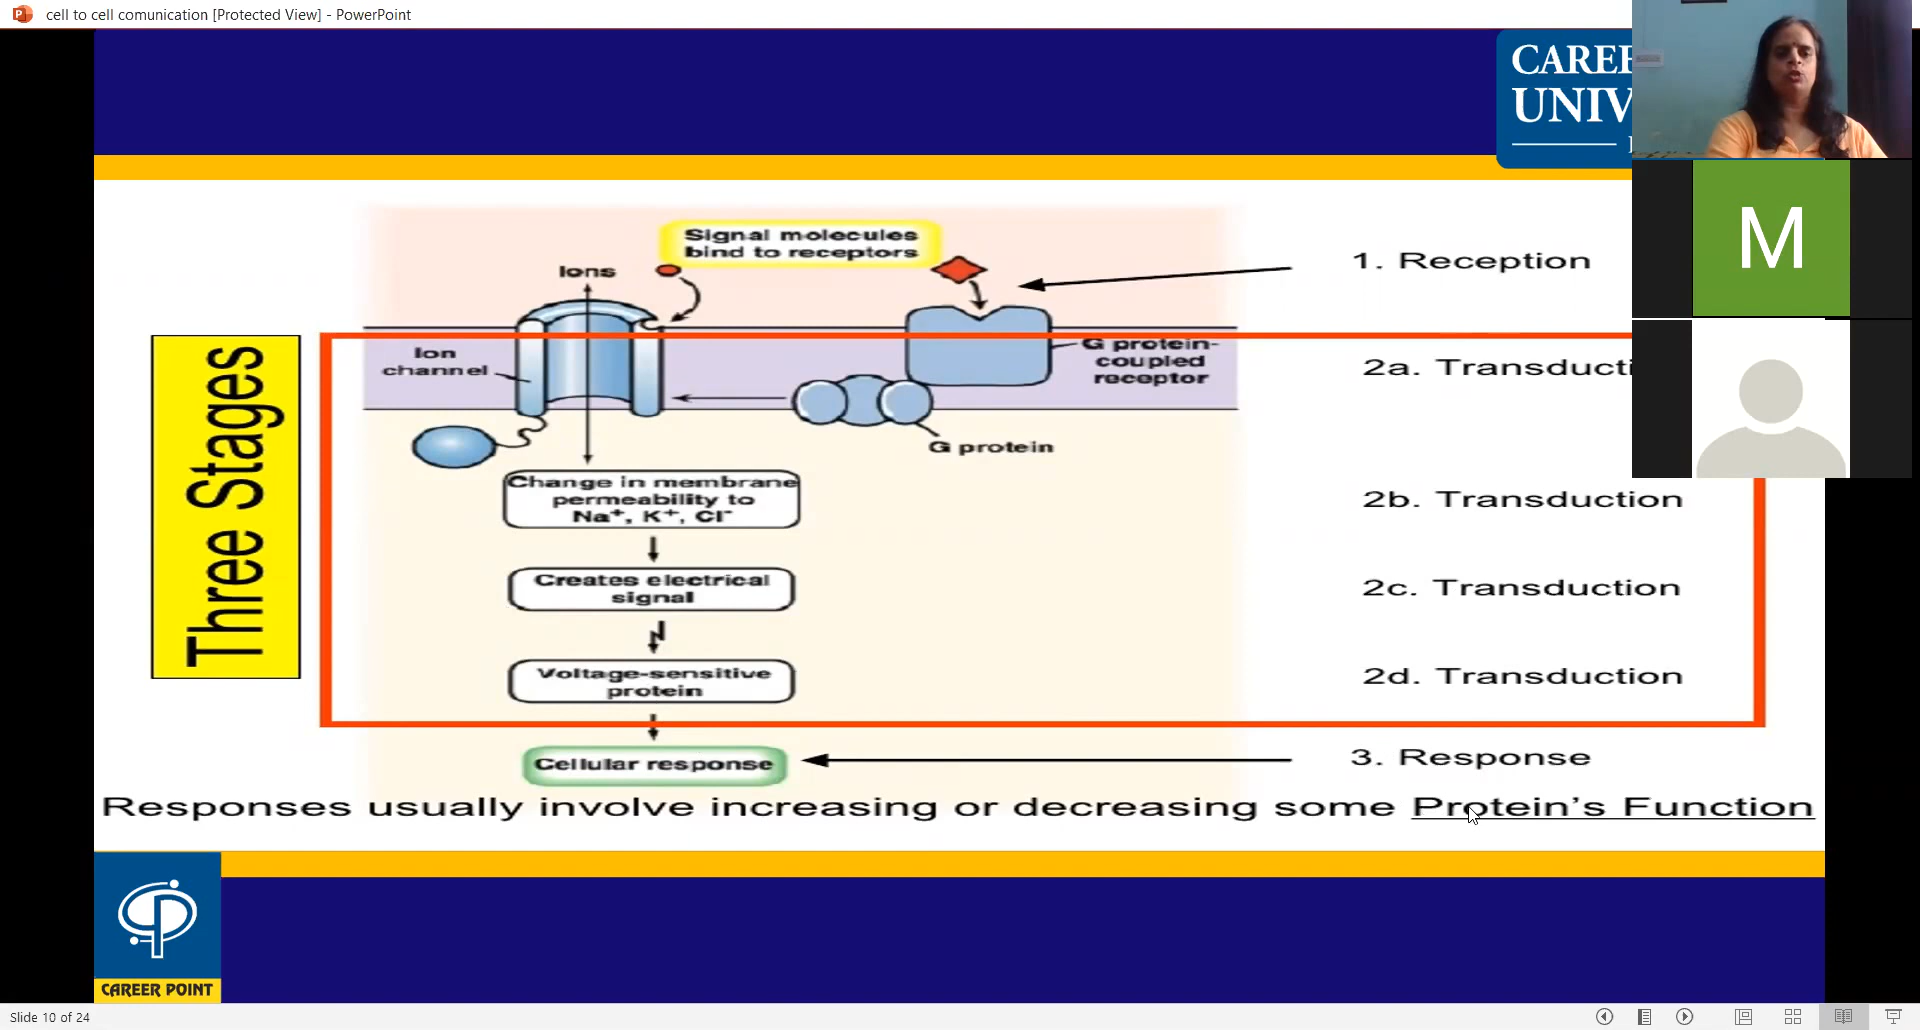 cell to cell comunication [Protected View] - PowerPoint
CAREE
UNIV
M
Signal molecules
bind to receptors
Ions
1. Reception
Three Stages
Ion
channel
G protein-
coupled
receptor
2a. Transducti
G protein
Change in membrane
permeability to
Na⁺, K⁺, Cl⁻
2b. Transduction
Creates electrical
signal
2c. Transduction
Voltage-sensitive
protein
2d. Transduction
Cellular response
3. Response
Responses usually involve increasing or decreasing some Protein's Function
CAREER POINT
Slide 10 of 24